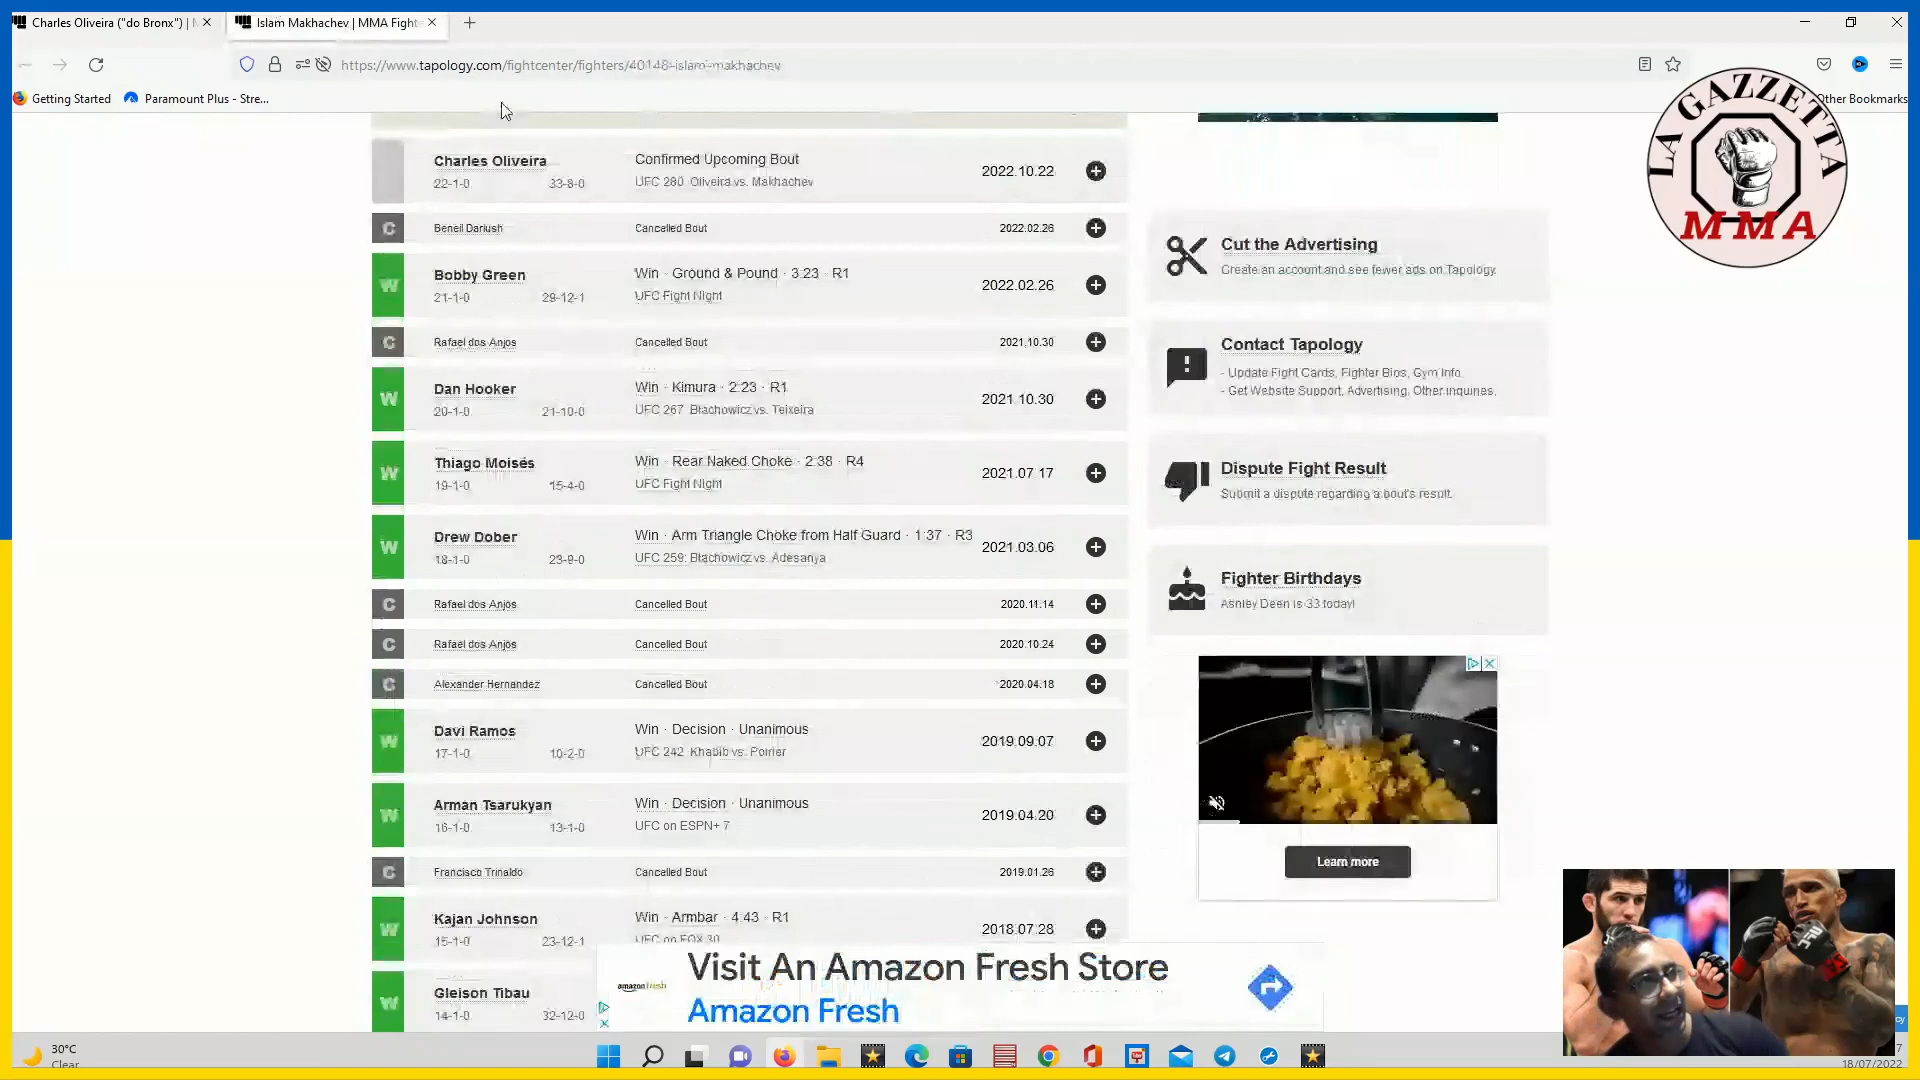 Charles Oliveira ("do Bronx") |
Islam Makhachev | MMA Fight
https://www.tapology.com/fightcenter/fighters/40148-islam-makhachev
Getting Started
Paramount Plus - Stre...
Other Bookmarks
LA GAZZETTA
MMA
Charles Oliveira
22-1-0
33-8-0
Confirmed Upcoming Bout
UFC 280: Oliveira vs. Makhachev
2022.10.22
C
Beneil Dariush
Cancelled Bout
2022.02.26
W
Bobby Green
21-1-0
29-12-1
Win · Ground & Pound · 3:23 · R1
UFC Fight Night
2022.02.26
C
Rafael dos Anjos
Cancelled Bout
2021.10.30
W
Dan Hooker
20-1-0
21-10-0
Win · Kimura · 2:23 · R1
UFC 267: Błachowicz vs. Teixeira
2021.10.30
W
Thiago Moisés
19-1-0
15-4-0
Win · Rear Naked Choke · 2:38 · R4
UFC Fight Night
2021.07.17
W
Drew Dober
18-1-0
23-9-0
Win · Arm Triangle Choke from Half Guard · 1:37 · R3
UFC 259: Błachowicz vs. Adesanya
2021.03.06
C
Rafael dos Anjos
Cancelled Bout
2020.11.14
C
Rafael dos Anjos
Cancelled Bout
2020.10.24
C
Alexander Hernandez
Cancelled Bout
2020.04.18
W
Davi Ramos
17-1-0
10-2-0
Win · Decision · Unanimous
UFC 242: Khabib vs. Poirier
2019.09.07
W
Arman Tsarukyan
16-1-0
13-1-0
Win · Decision · Unanimous
UFC on ESPN+ 7
2019.04.20
C
Francisco Trinaldo
Cancelled Bout
2019.01.26
W
Kajan Johnson
15-1-0
23-12-1
Win · Armbar · 4:43 · R1
UFC on FOX 30
2018.07.28
W
Gleison Tibau
14-1-0
32-12-0
Cut the Advertising
Create an account and see fewer ads on Tapology.
Contact Tapology
- Update Fight Cards, Fighter Bios, Gym Info.
- Get Website Support, Advertising, Other inquiries.
Dispute Fight Result
Submit a dispute regarding a bout's result.
Fighter Birthdays
Ashley Deen is 33 today!
Learn more
amazon fresh
Visit An Amazon Fresh Store
Amazon Fresh
30°C
Clear
18/07/2022